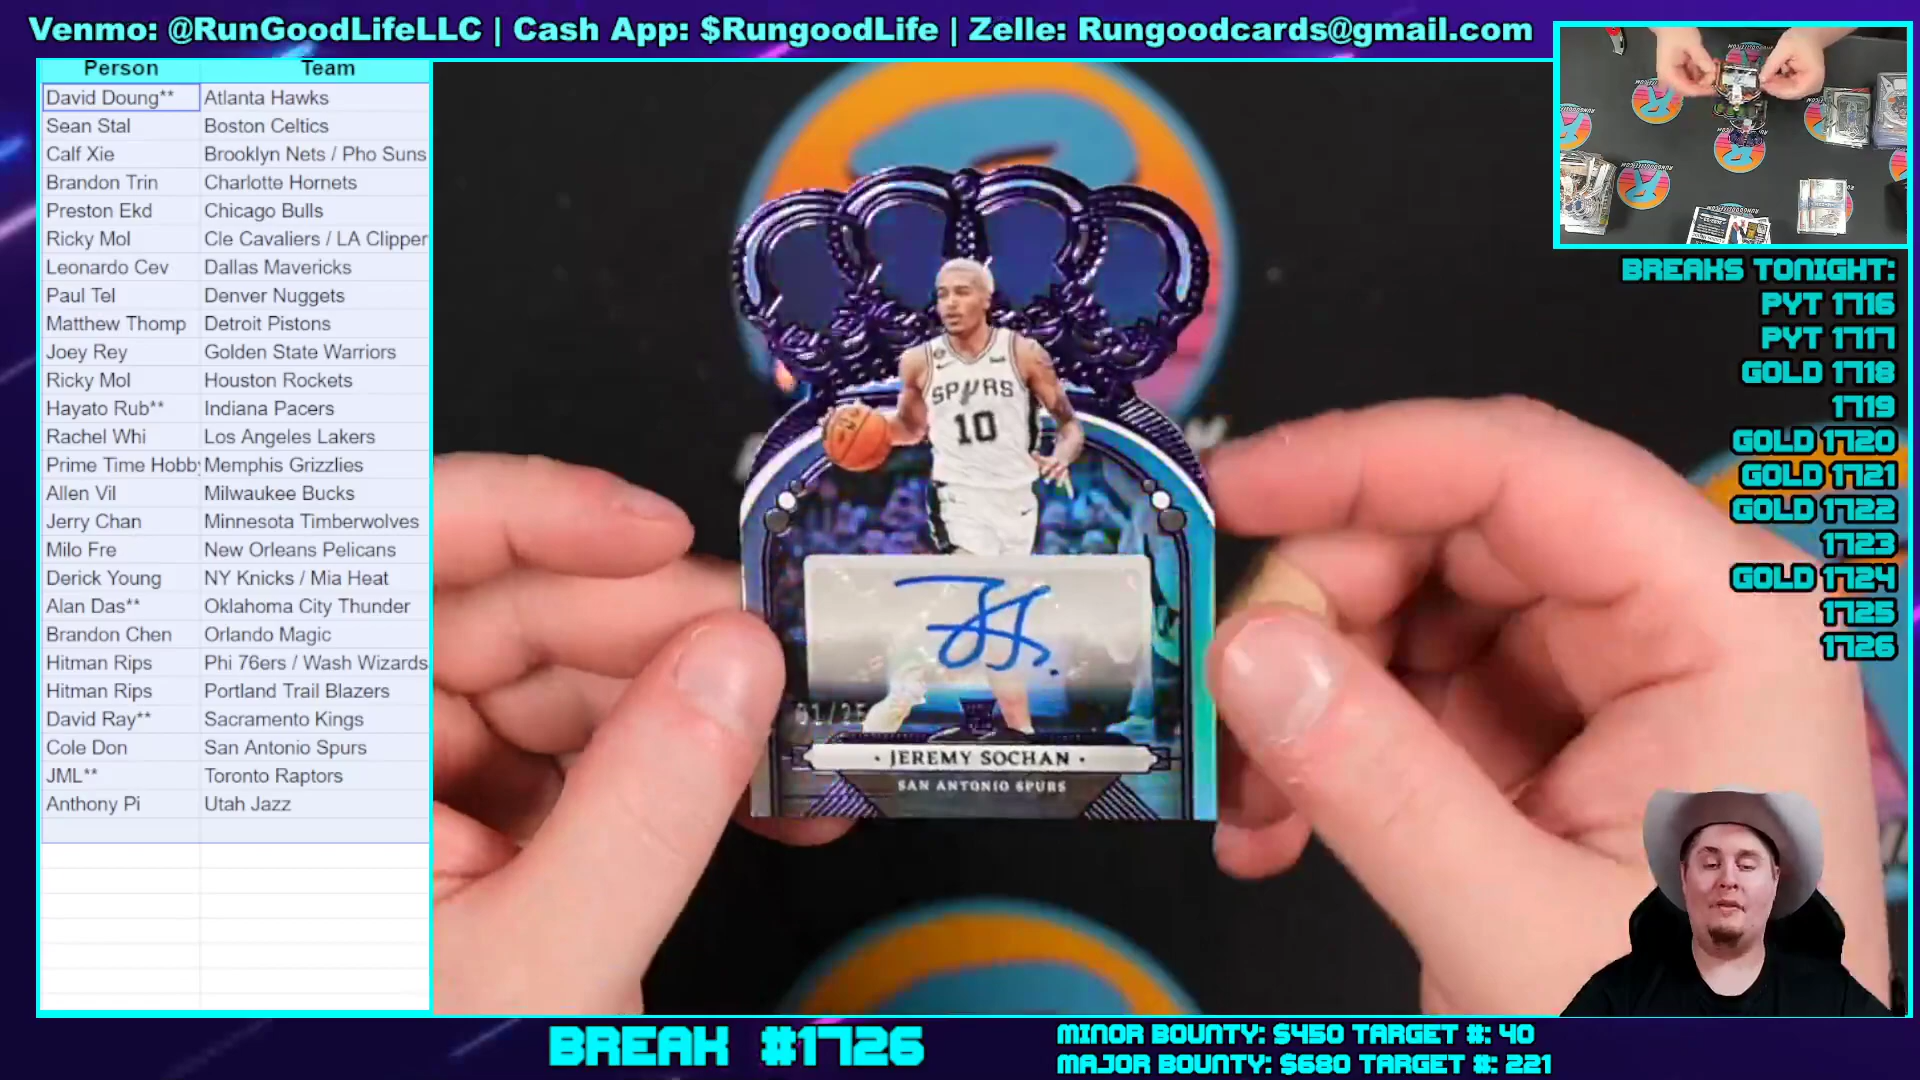 Venmo: @RunGoodLifeLLC | Cash App: $RungoodLife | Zelle: Rungoodcards@gmail.com
Person Team
David Doung** Atlanta Hawks
Sean Stal Boston Celtics
Calf Xie Brooklyn Nets / Pho Suns
Brandon Trin Charlotte Hornets
Preston Ekd Chicago Bulls
Ricky Mol Cle Cavaliers / LA Clipper
Leonardo Cev Dallas Mavericks
Paul Tel Denver Nuggets
Matthew Thomp Detroit Pistons
Joey Rey Golden State Warriors
Ricky Mol Houston Rockets
Hayato Rub** Indiana Pacers
Rachel Whi Los Angeles Lakers
Prime Time Hobby Memphis Grizzlies
Allen Vil Milwaukee Bucks
Jerry Chan Minnesota Timberwolves
Milo Fre New Orleans Pelicans
Derick Young NY Knicks / Mia Heat
Alan Das** Oklahoma City Thunder
Brandon Chen Orlando Magic
Hitman Rips Phi 76ers / Wash Wizards
Hitman Rips Portland Trail Blazers
David Ray** Sacramento Kings
Cole Don San Antonio Spurs
JML** Toronto Raptors
Anthony Pi Utah Jazz
SPURS
10
JEREMY SOCHAN
SAN ANTONIO SPURS
BREAKS TONIGHT:
PYT 1716
PYT 1717
GOLD 1718
1719
GOLD 1720
GOLD 1721
GOLD 1722
1723
GOLD 1724
1725
1726
BREAK #1726
MINOR BOUNTY: $450 TARGET #: 40
MAJOR BOUNTY: $680 TARGET #: 221